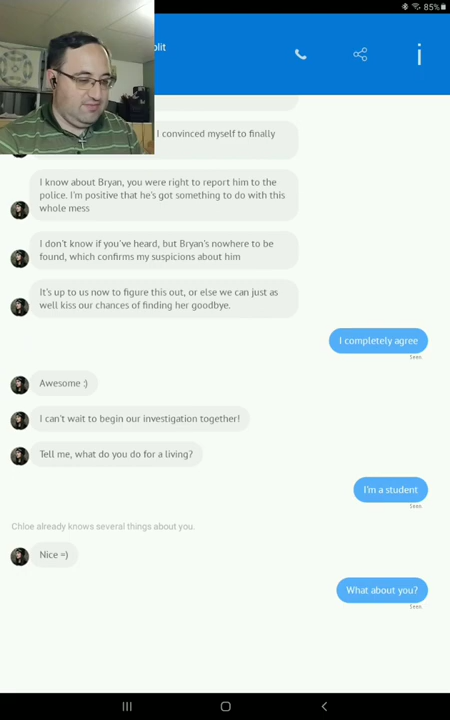 85%
plit
I convinced myself to finally
I know about Bryan, you were right to report him to the
police. I'm positive that he's got something to do with this
whole mess
I don't know if you've heard, but Bryan's nowhere to be
found, which confirms my suspicions about him
It's up to us now to figure this out, or else we can just as
well kiss our chances of finding her goodbye.
I completely agree
Seen
Awesome :)
I can't wait to begin our investigation together!
Tell me, what do you do for a living?
I'm a student
Seen
Chloe already knows several things about you.
Nice =)
What about you?
Seen